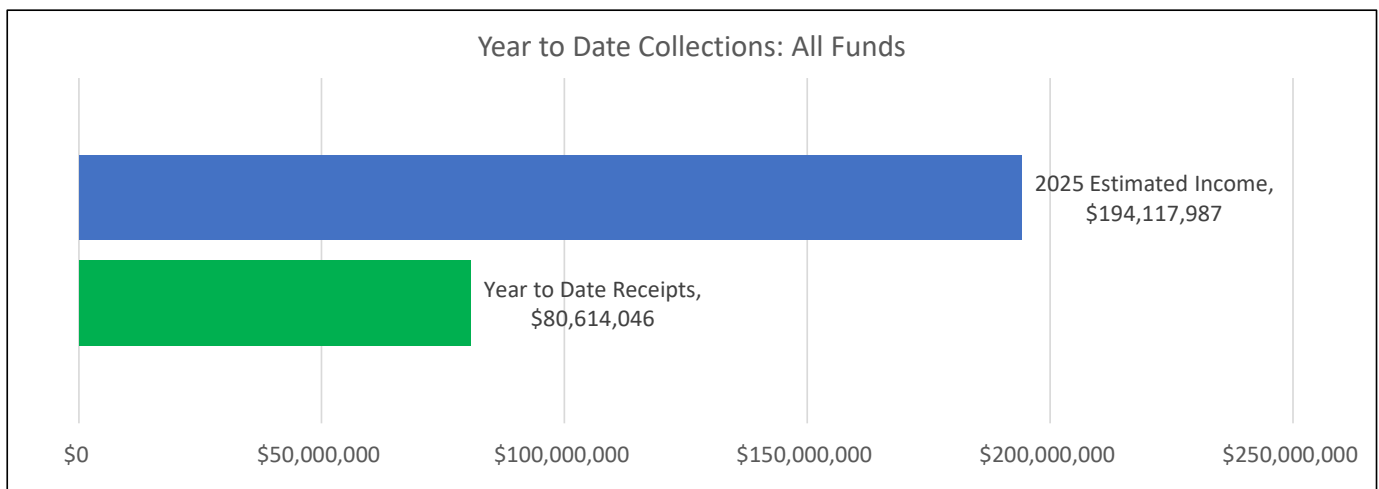 Year to Date Collections: All Funds
2025 Estimated Income,
$194,117,987
Year to Date Receipts,
$80,614,046
$0
$50,000,000
$100,000,000
$150,000,000
$200,000,000
$250,000,000